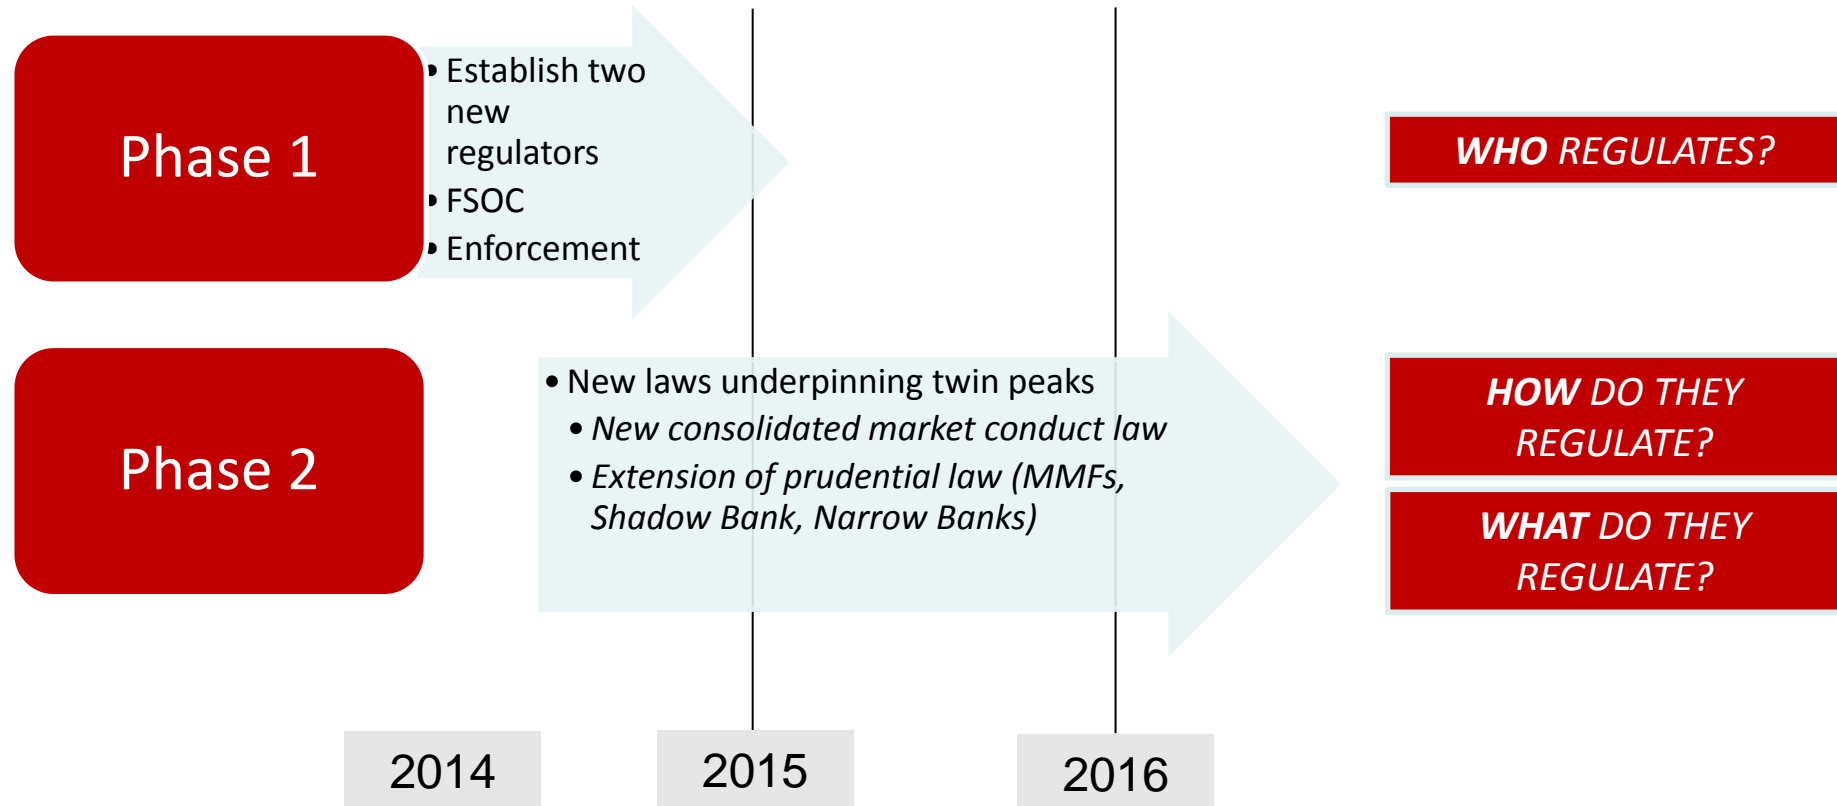 Phase 1
• Establish two
new
regulators
• FSOC
• Enforcement
WHO REGULATES?
Phase 2
• New laws underpinning twin peaks
• New consolidated market conduct law
• Extension of prudential law (MMFs,
Shadow Bank, Narrow Banks)
HOW DO THEY
REGULATE?
WHAT DO THEY
REGULATE?
2014
2015
2016